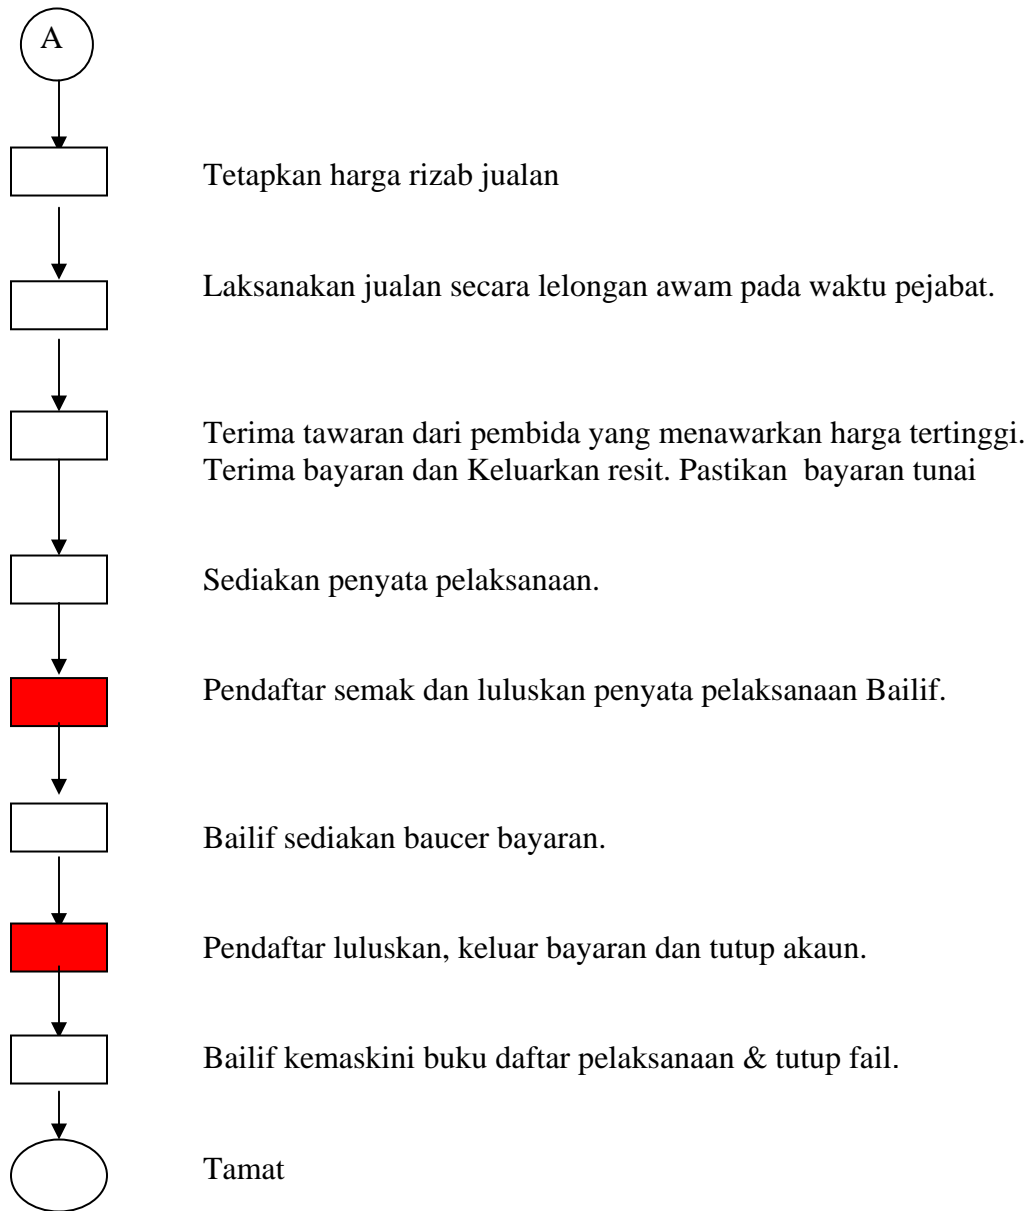 A
Tetapkan harga rizab jualan
Laksanakan jualan secara lelongan awam pada waktu pejabat.
Terima tawaran dari pembida yang menawarkan harga tertinggi.
Terima bayaran dan Keluarkan resit. Pastikan  bayaran tunai
Sediakan penyata pelaksanaan.
Pendaftar semak dan luluskan penyata pelaksanaan Bailif.
Bailif sediakan baucer bayaran.
Pendaftar luluskan, keluar bayaran dan tutup akaun.
Bailif kemaskini buku daftar pelaksanaan & tutup fail.
Tamat